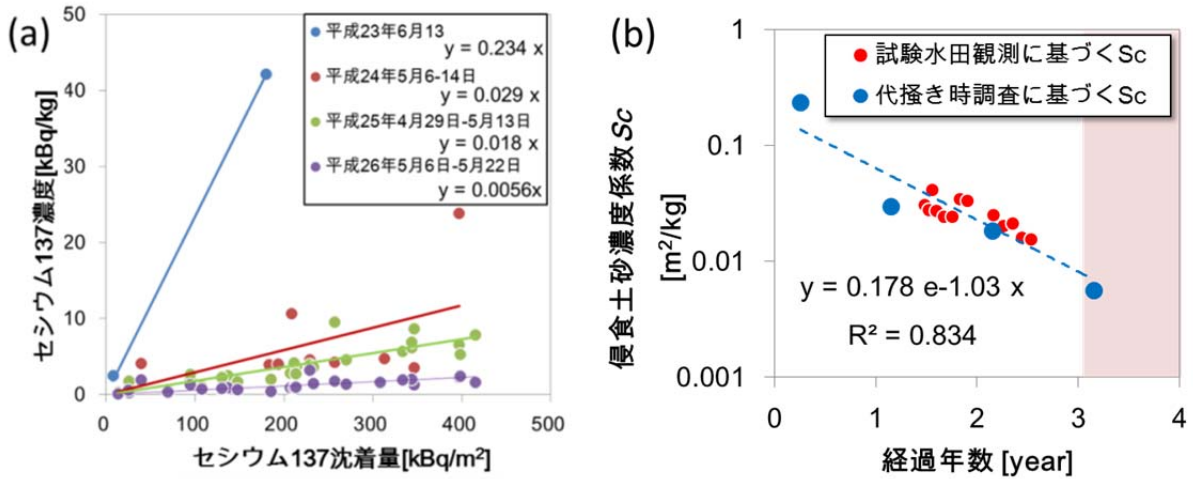 (a)
50
40
30
20
10
0
セシウム137濃度[kBq/kg]
平成23年6月13
y = 0.234 x
平成24年5月6-14日
y = 0.029 x
平成25年4月29日-5月13日
y = 0.018 x
平成26年5月6日-5月22日
y = 0.0056x
0 100 200 300 400 500
セシウム137沈着量[kBq/m²]
(b)
1
0.1
0.01
0.001
侵食土砂濃度係数Sc
[m²/kg]
試験水田観測に基づくSc
代掻き時調査に基づくSc
y = 0.178 e-1.03 x
R² = 0.834
0 1 2 3 4
経過年数 [year]